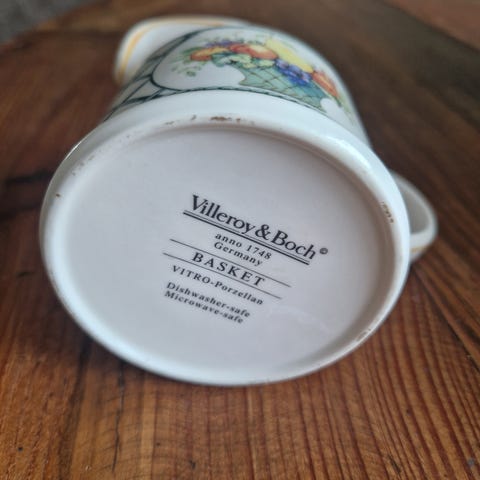 Villeroy & Boch©
anno 1748
Germany
BASKET
VITRO-Porzellan
Dishwasher-safe
Microwave-safe